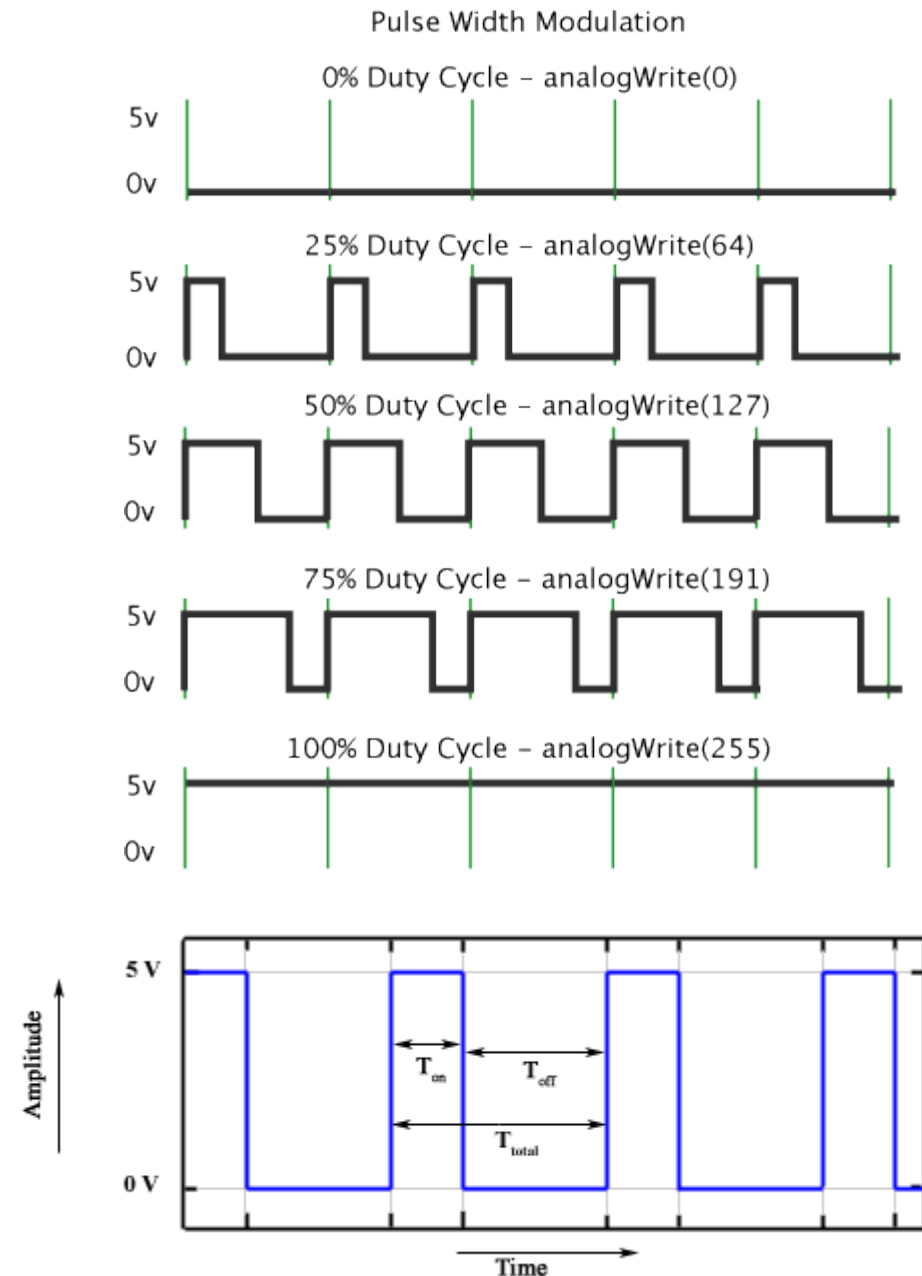 Pulse Width Modulation
0% Duty Cycle – analogWrite(0)
5v
0v
25% Duty Cycle – analogWrite(64)
5v
0v
50% Duty Cycle – analogWrite(127)
5v
0v
75% Duty Cycle – analogWrite(191)
5v
0v
100% Duty Cycle – analogWrite(255)
5v
0v
5 V
Amplitude
Ton
Toff
Ttotal
0 V
Time